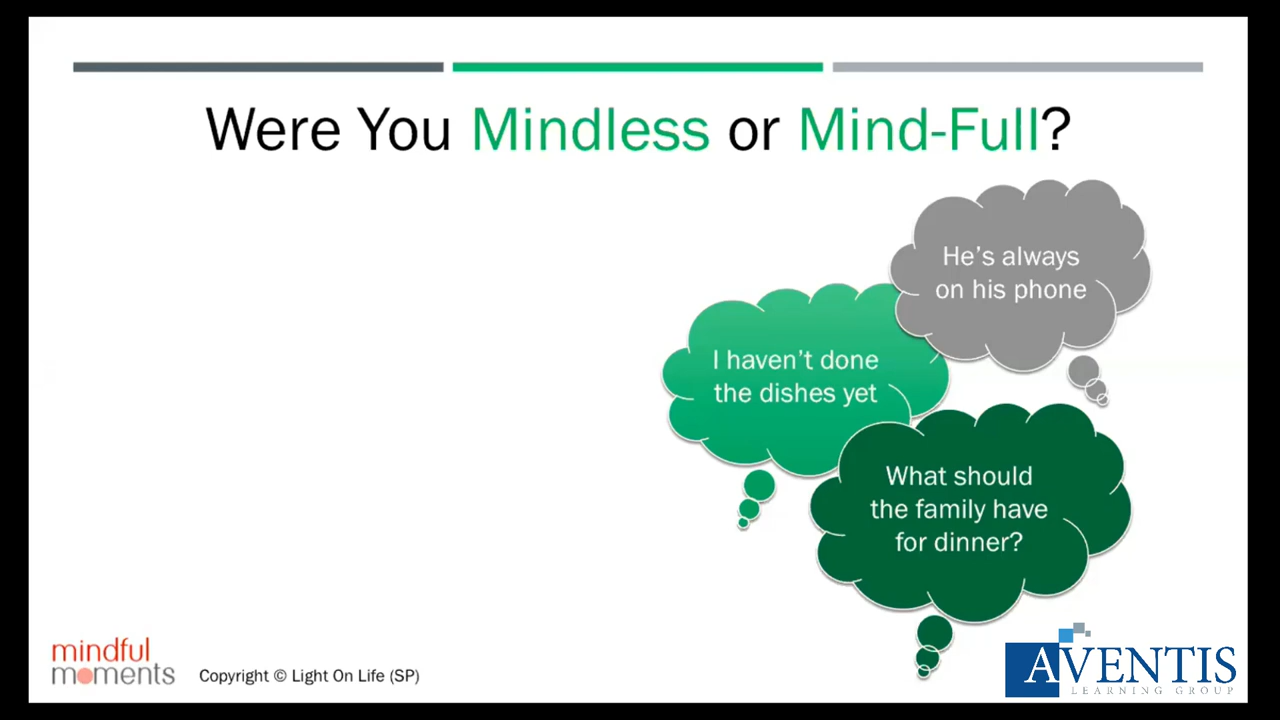 Were You Mindless or Mind-Full?
He's always
on his phone
I haven't done
the dishes yet
What should
the family have
for dinner?
mindful
moments
Copyright © Light On Life (SP)
AVENTIS
LEARNING GROUP